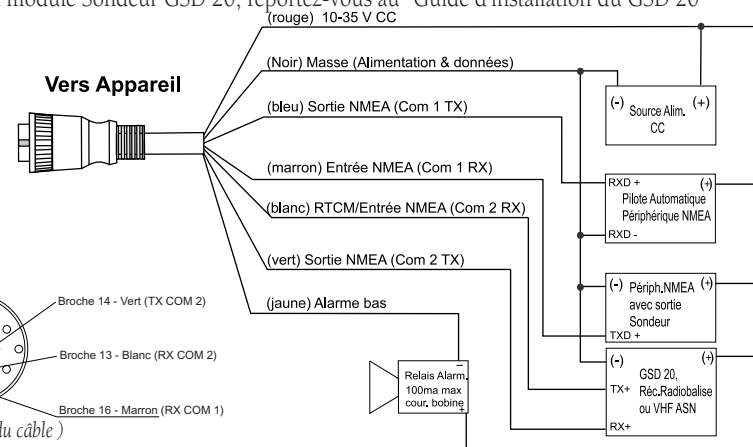 module Sondeur GSD 20, reportez-vous au "Guide d'installation du GSD 20"
(rouge) 10-35 V CC
Vers Appareil
(Noir) Masse (Alimentation & données)
(-) (+)
Source Alim.
CC
(bleu) Sortie NMEA (Com 1 TX)
(marron) Entrée NMEA (Com 1 RX)
RXD + (+)
Pilote Automatique
Périphérique NMEA
RXD -
(blanc) RTCM/Entrée NMEA (Com 2 RX)
(vert) Sortie NMEA (Com 2 TX)
(-) Périph.NMEA (+)
avec sortie
Sondeur
TXD +
(jaune) Alarme bas
Broche 14 - Vert (TX COM 2)
Broche 13 - Blanc (RX COM 2)
Broche 16 - Marron (RX COM 1)
du câble )
–
Relais Alarm.
100ma max
cour. bobine
+
(-) (+)
GSD 20,
TX+ Réc.Radiobalise
ou VHF ASN
RX+